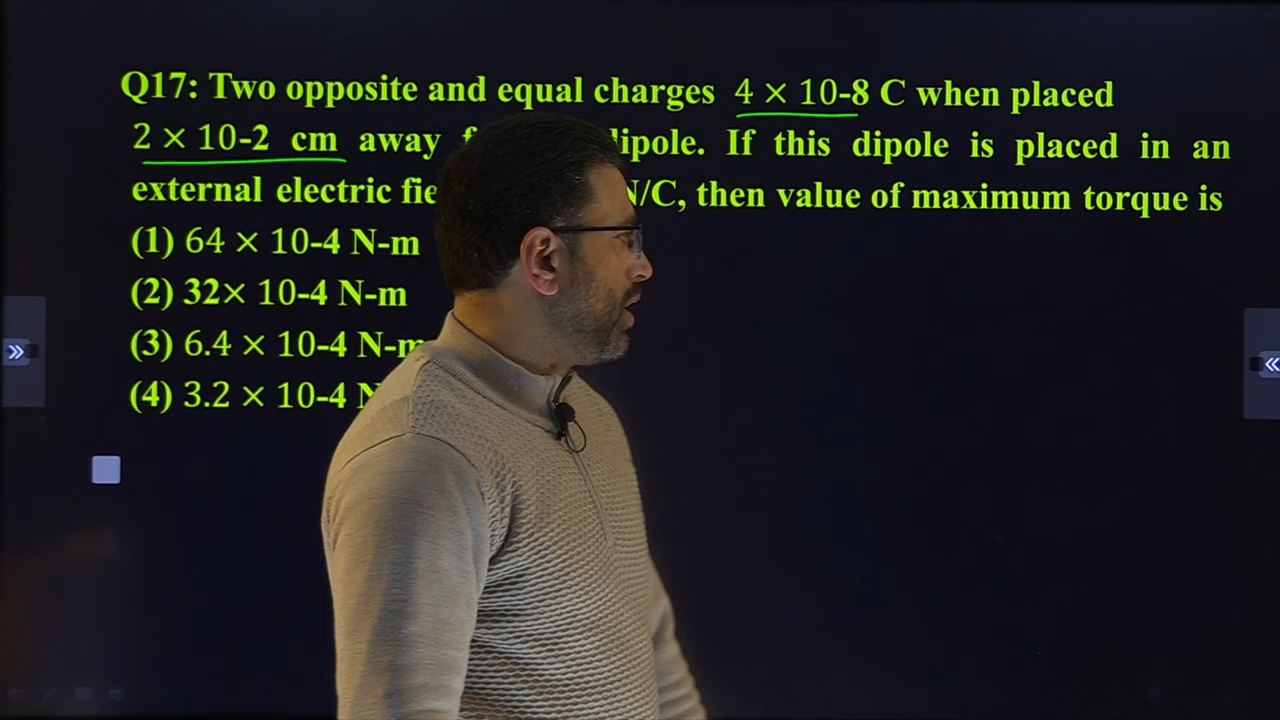 Q17: Two opposite and equal charges 4 × 10-8 C when placed
2 × 10-2 cm away dipole. If this dipole is placed in an
external electric N/C, then value of maximum torque is
(1) 64 × 10-4 N-m
(2) 32× 10-4 N-m
(3) 6.4 × 10-4 N-m
(4) 3.2 × 10-4